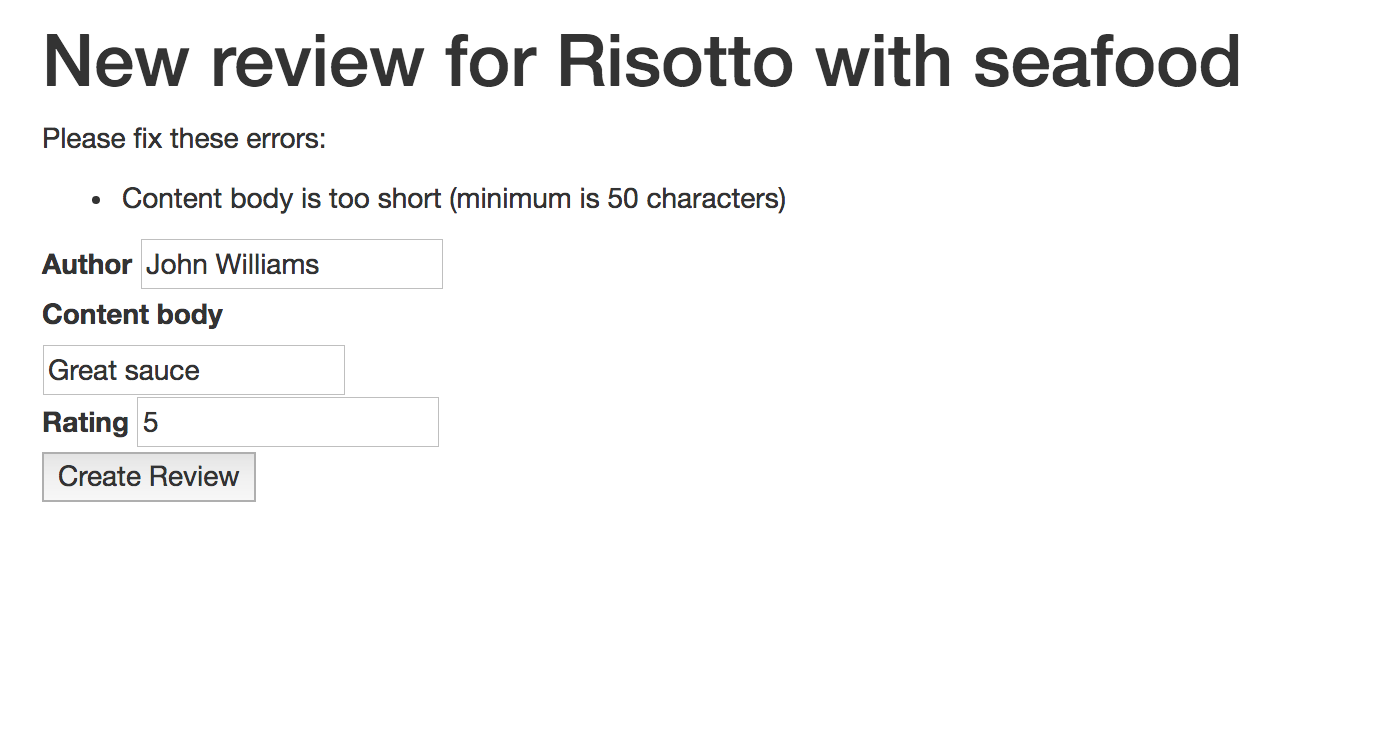 New review for Risotto with seafood
Please fix these errors:
• Content body is too short (minimum is 50 characters)
Author John Williams
Content body
Great sauce
Rating 5
Create Review